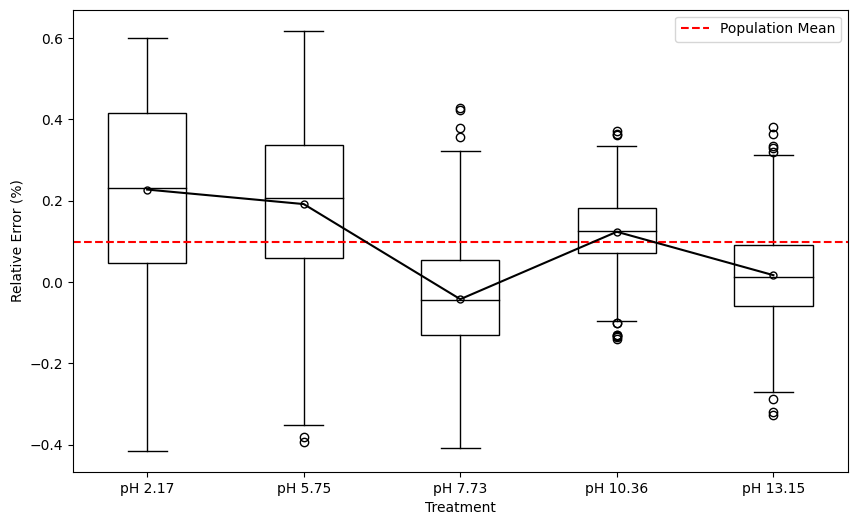 Population Mean
Relative Error (%)
0.6
0.4
0.2
0.0
−0.2
−0.4
pH 2.17
pH 5.75
pH 7.73
pH 10.36
pH 13.15
Treatment